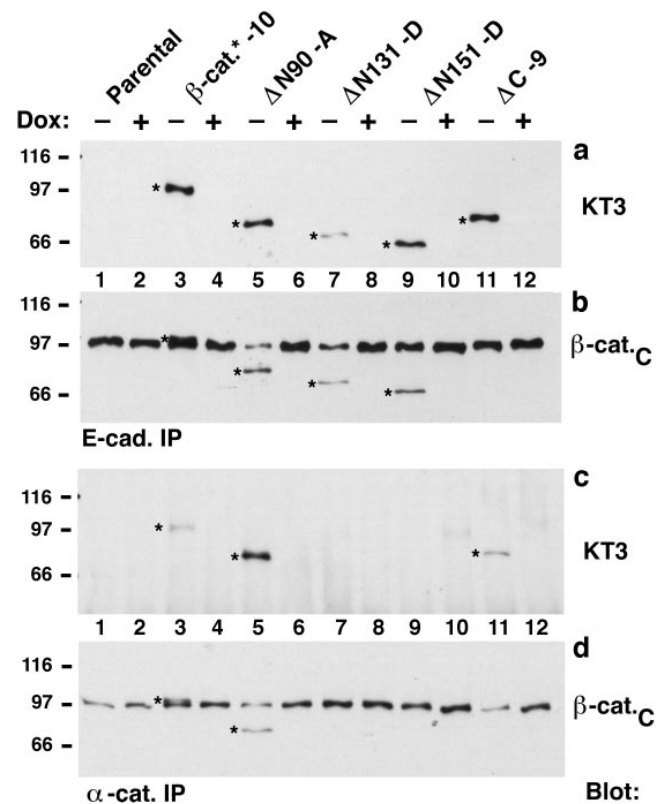 Parental β-cat.*-10 ΔN90-A ΔN131-D ΔN151-D ΔC-9
Dox: – + – + – + – + – + – +
a
116 –
97 – *
KT3
* * * *
66 –
1 2 3 4 5 6 7 8 9 10 11 12
b
116 –
97 – * β-cat.C
* * *
66 –
E-cad. IP
c
116 –
97 – *
KT3
* *
66 –
1 2 3 4 5 6 7 8 9 10 11 12
d
116 –
97 – * β-cat.C
*
66 –
α-cat. IP Blot: